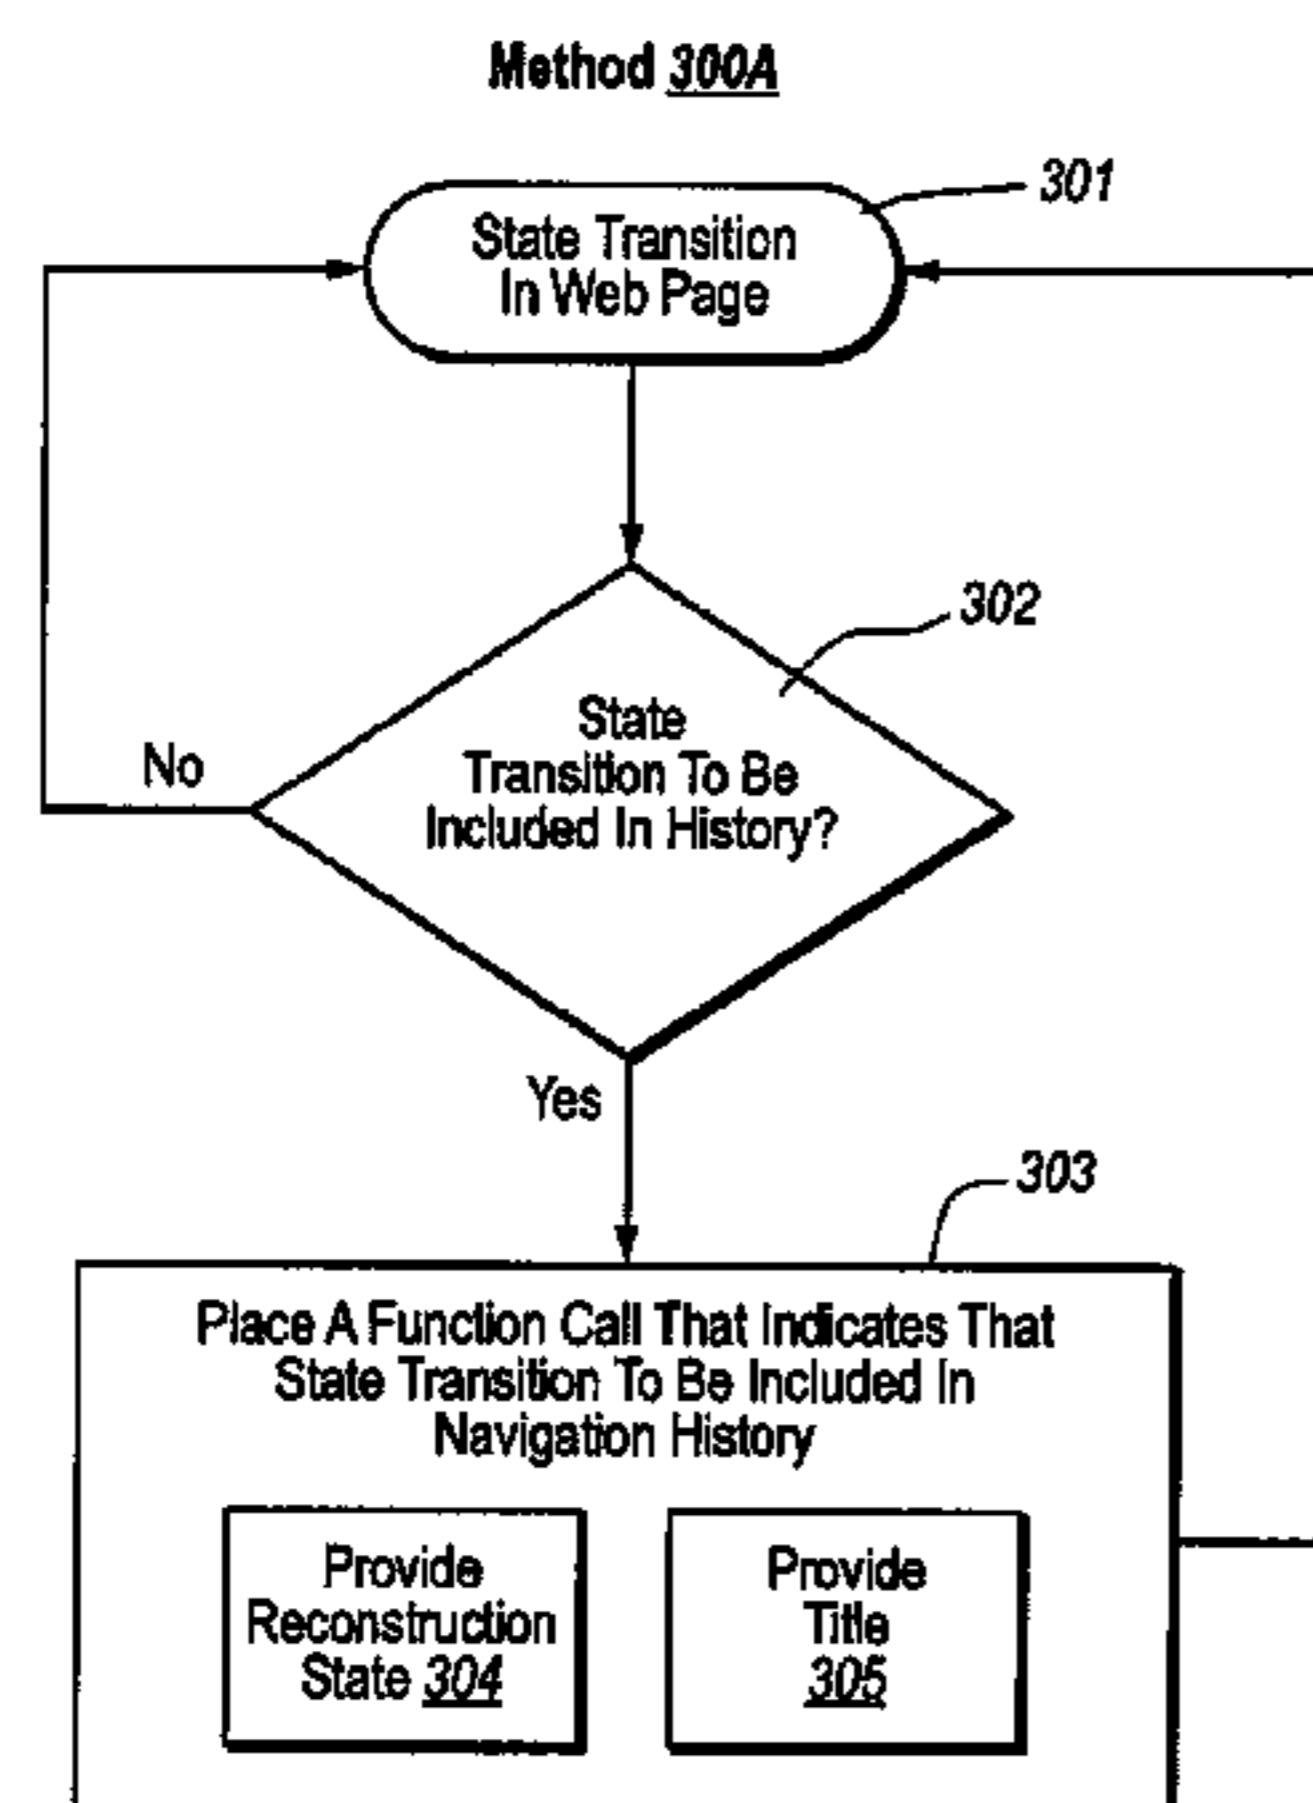 Method 300A
301
State Transition
In Web Page
302
State
Transition To Be
Included In History?
No
Yes
303
Place A Function Call That Indicates That
State Transition To Be Included In
Navigation History
Provide
Reconstruction
State 304
Provide
Title
305